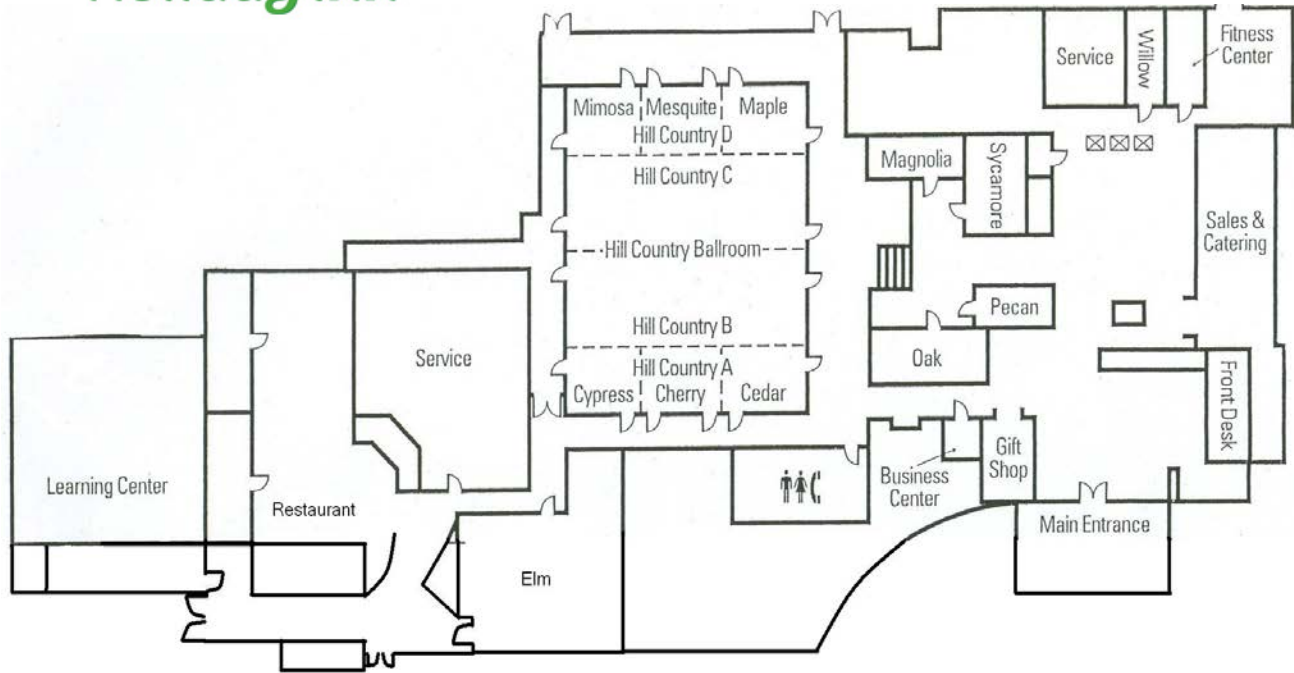 Service
Willow
Fitness
Center
Mimosa
Mesquite
Maple
Hill Country D
Magnolia
Sycamore
Hill Country C
Sales &
Catering
Hill Country Ballroom
Pecan
Hill Country B
Service
Oak
Hill Country A
Cypress
Cherry
Cedar
Front Desk
Gift
Shop
Business
Center
Learning Center
Restaurant
Main Entrance
Elm